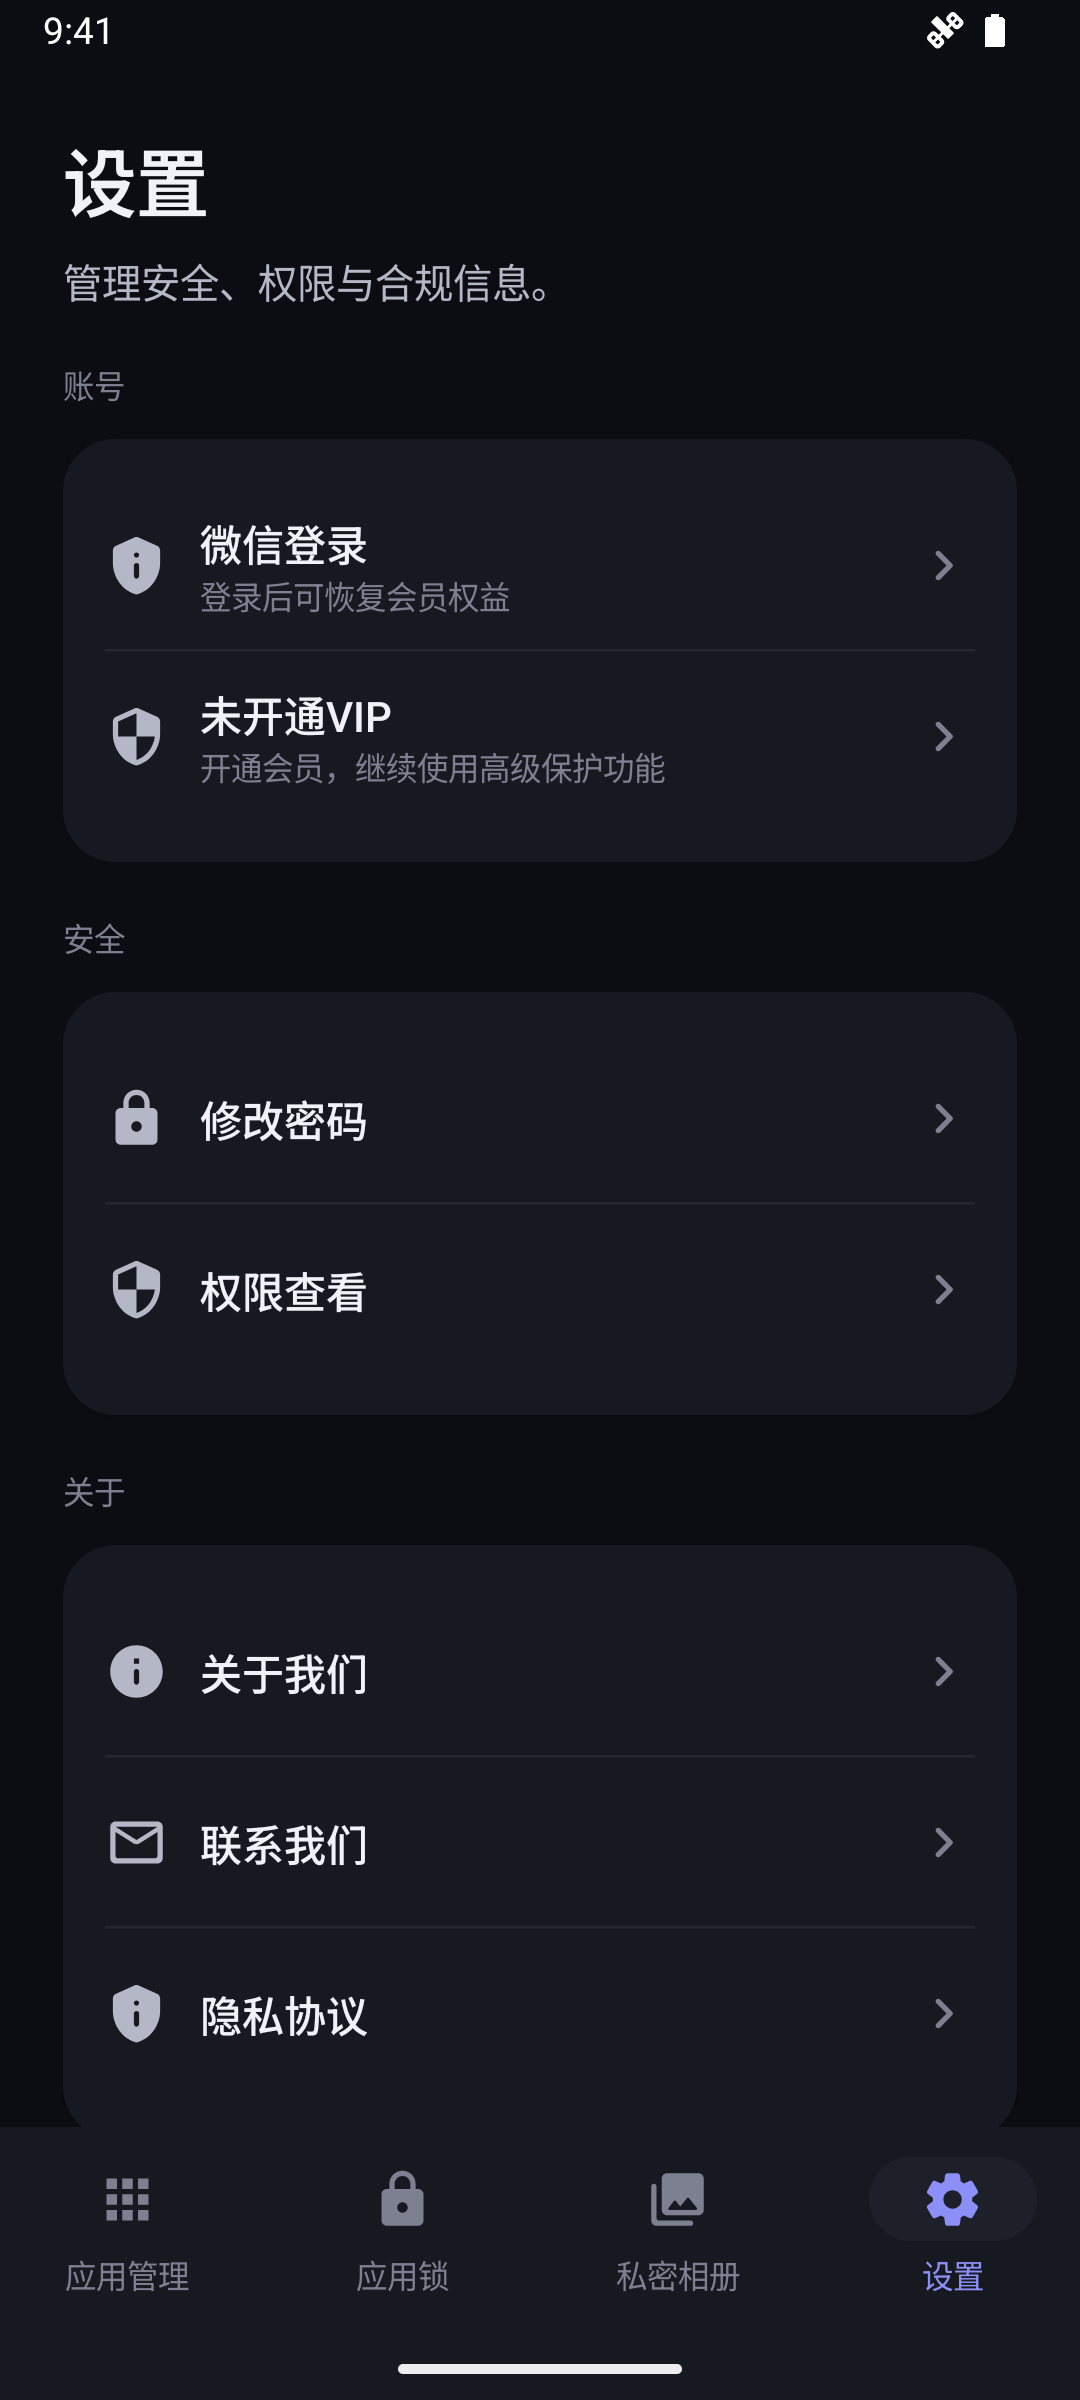 9:41
设置
管理安全、权限与合规信息。
账号
微信登录
登录后可恢复会员权益
未开通VIP
开通会员，继续使用高级保护功能
安全
修改密码
权限查看
关于
关于我们
联系我们
隐私协议
应用管理
应用锁
私密相册
设置